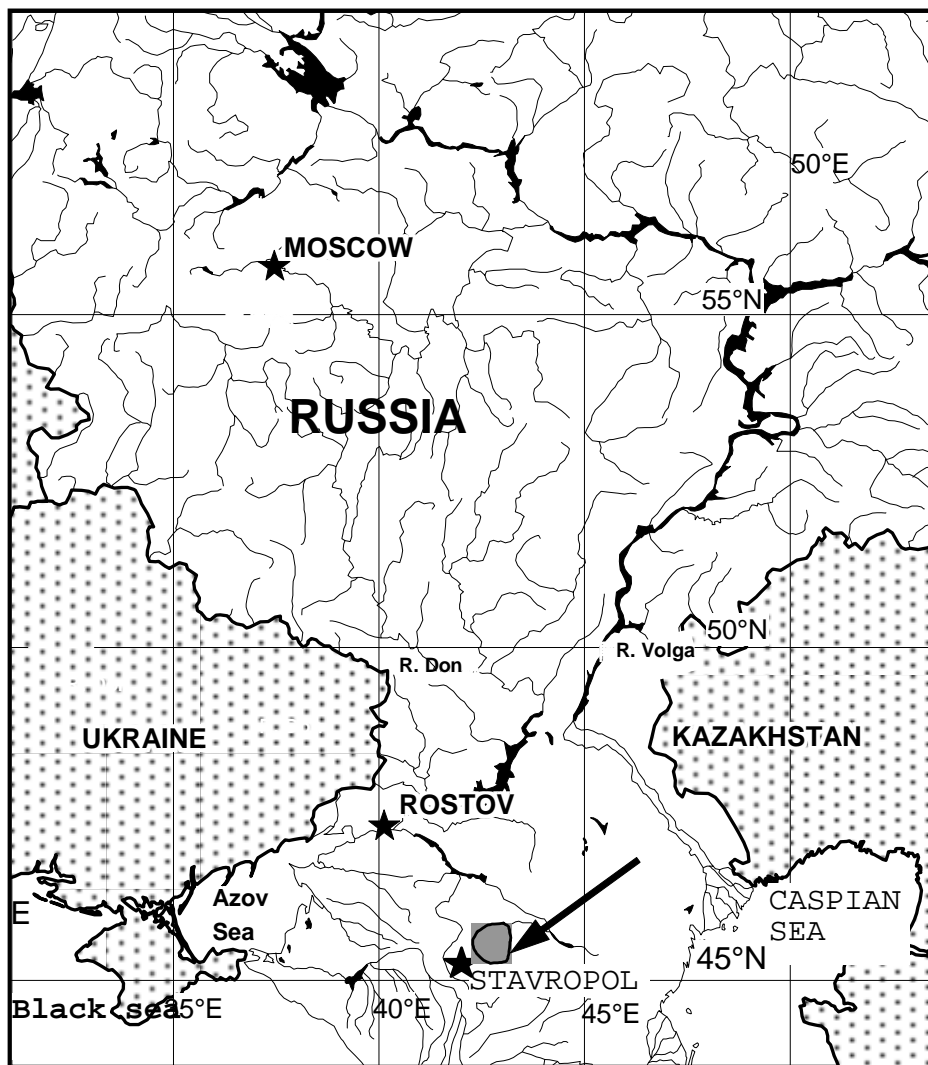 50°E
MOSCOW
55°N
RUSSIA
50°N
R. Volga
R. Don
UKRAINE
KAZAKHSTAN
ROSTOV
Azov
Sea
CASPIAN
SEA
E
45°N
STAVROPOL
Black sea
35°E
40°E
45°E